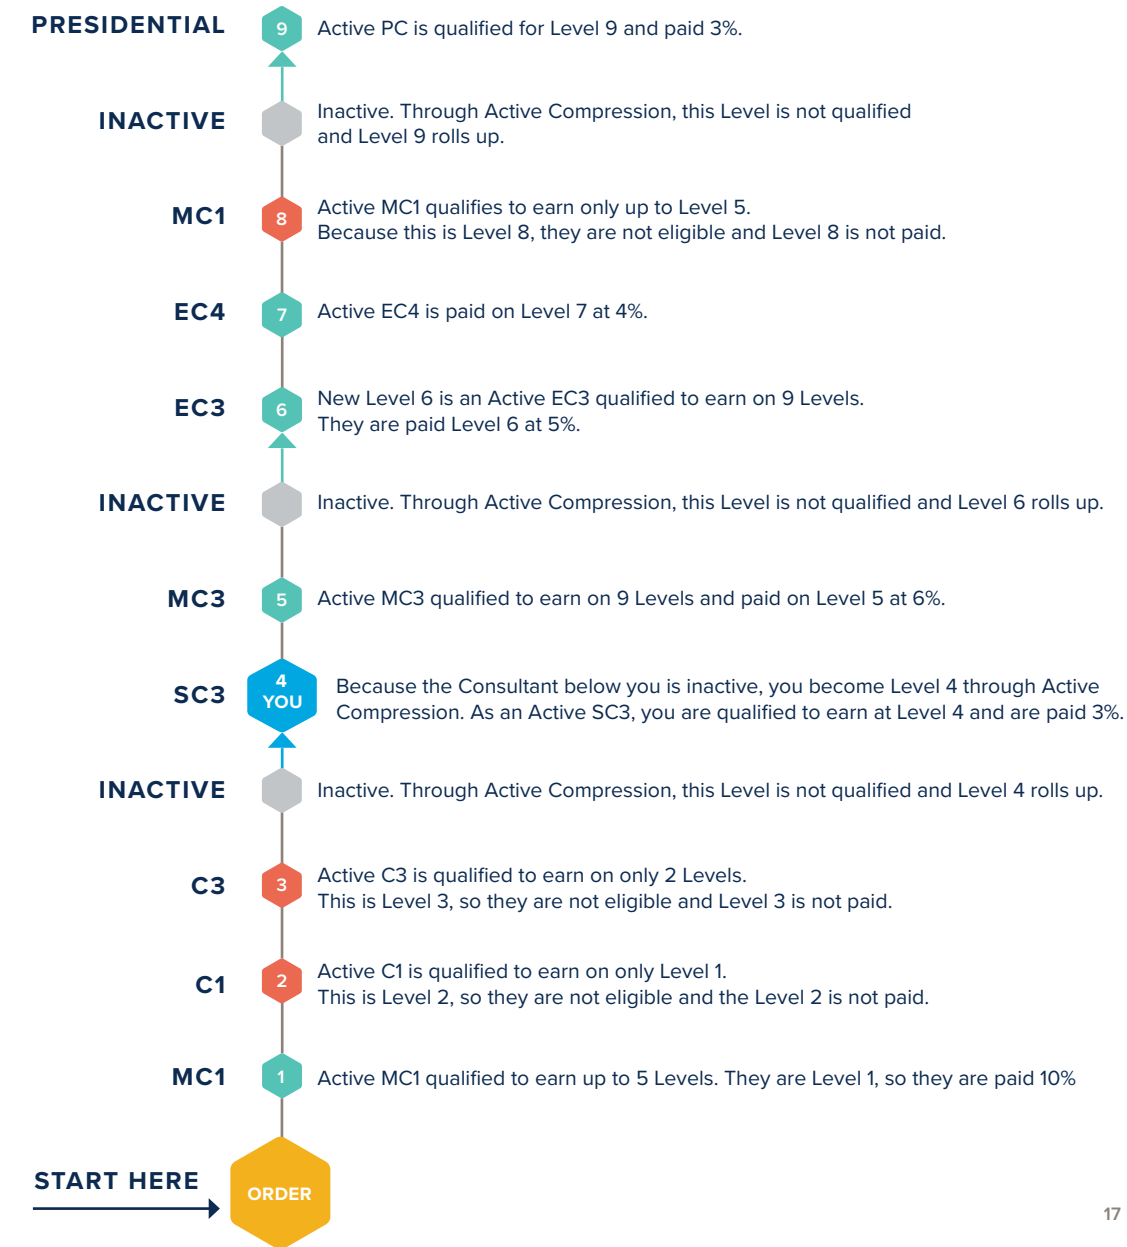 PRESIDENTIAL
9
Active PC is qualified for Level 9 and paid 3%.
INACTIVE
Inactive. Through Active Compression, this Level is not qualified
and Level 9 rolls up.
MC1
8
Active MC1 qualifies to earn only up to Level 5.
Because this is Level 8, they are not eligible and Level 8 is not paid.
EC4
7
Active EC4 is paid on Level 7 at 4%.
EC3
6
New Level 6 is an Active EC3 qualified to earn on 9 Levels.
They are paid Level 6 at 5%.
INACTIVE
Inactive. Through Active Compression, this Level is not qualified and Level 6 rolls up.
MC3
5
Active MC3 qualified to earn on 9 Levels and paid on Level 5 at 6%.
SC3
4
YOU
Because the Consultant below you is inactive, you become Level 4 through Active
Compression. As an Active SC3, you are qualified to earn at Level 4 and are paid 3%.
INACTIVE
Inactive. Through Active Compression, this Level is not qualified and Level 4 rolls up.
C3
3
Active C3 is qualified to earn on only 2 Levels.
This is Level 3, so they are not eligible and Level 3 is not paid.
C1
2
Active C1 is qualified to earn on only Level 1.
This is Level 2, so they are not eligible and the Level 2 is not paid.
MC1
1
Active MC1 qualified to earn up to 5 Levels. They are Level 1, so they are paid 10%
START HERE
ORDER
17